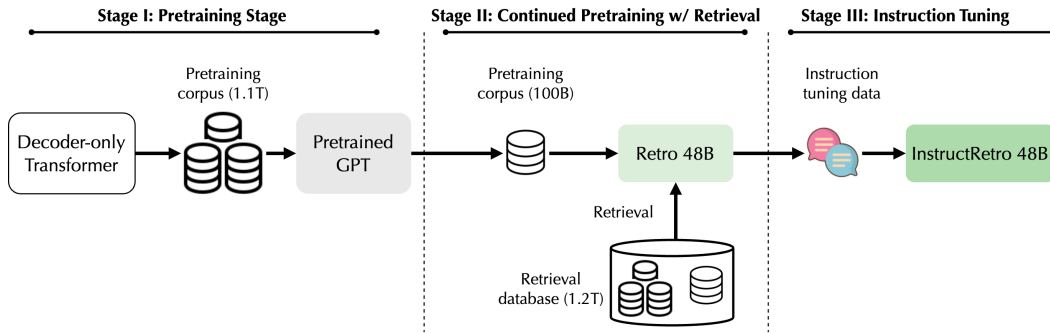 Stage I: Pretraining Stage
Stage II: Continued Pretraining w/ Retrieval
Stage III: Instruction Tuning
Pretraining
corpus (1.1T)
Pretraining
corpus (100B)
Instruction
tuning data
Decoder-only
Transformer
Pretrained
GPT
Retro 48B
InstructRetro 48B
Retrieval
Retrieval
database (1.2T)